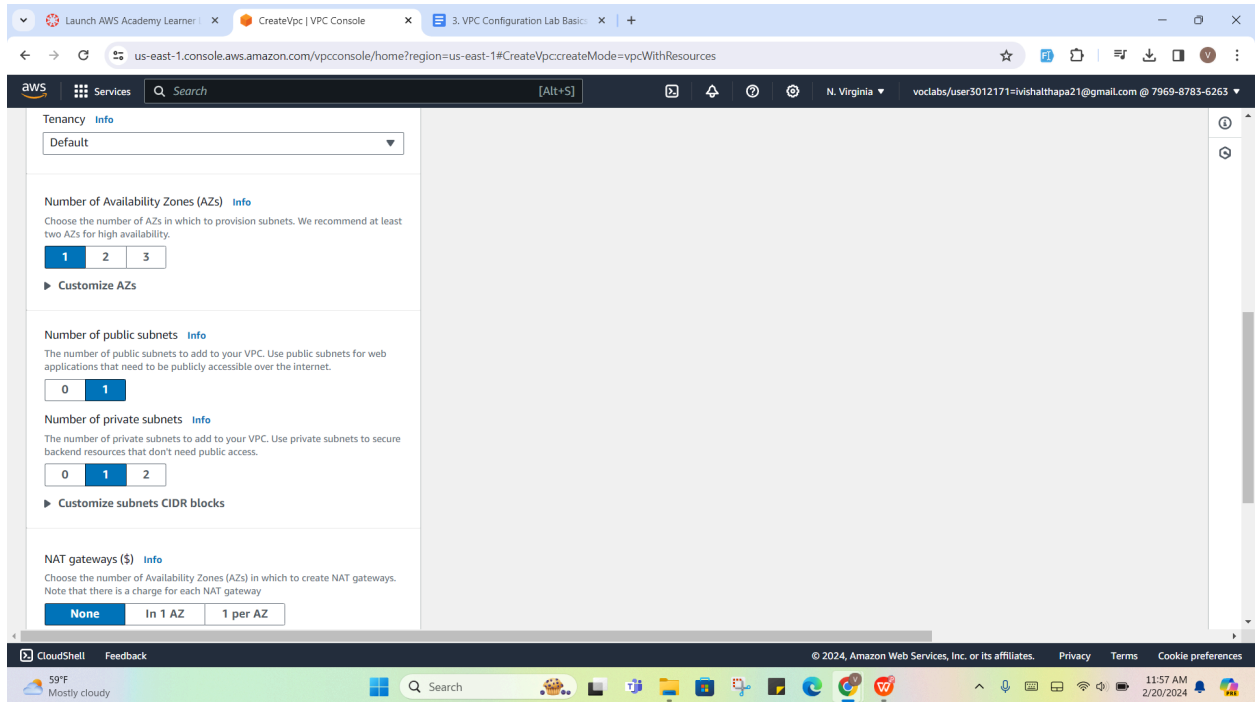 Launch AWS Academy Learner
CreateVpc | VPC Console
3. VPC Configuration Lab Basics
us-east-1.console.aws.amazon.com/vpcconsole/home?region=us-east-1#CreateVpc:createMode=vpcWithResources
V
aws
Services
Search
[Alt+S]
N. Virginia
voclabs/user3012171=ivishalthapa21@gmail.com @ 7969-8783-6263
Tenancy Info
Default
Number of Availability Zones (AZs) Info
Choose the number of AZs in which to provision subnets. We recommend at least
two AZs for high availability.
1 2 3
Customize AZs
Number of public subnets Info
The number of public subnets to add to your VPC. Use public subnets for web
applications that need to be publicly accessible over the internet.
0 1
Number of private subnets Info
The number of private subnets to add to your VPC. Use private subnets to secure
backend resources that don't need public access.
0 1 2
Customize subnets CIDR blocks
NAT gateways ($) Info
Choose the number of Availability Zones (AZs) in which to create NAT gateways.
Note that there is a charge for each NAT gateway
None In 1 AZ 1 per AZ
CloudShell Feedback
© 2024, Amazon Web Services, Inc. or its affiliates. Privacy Terms Cookie preferences
59°F
Mostly cloudy
Search
11:57 AM
2/20/2024
PRE